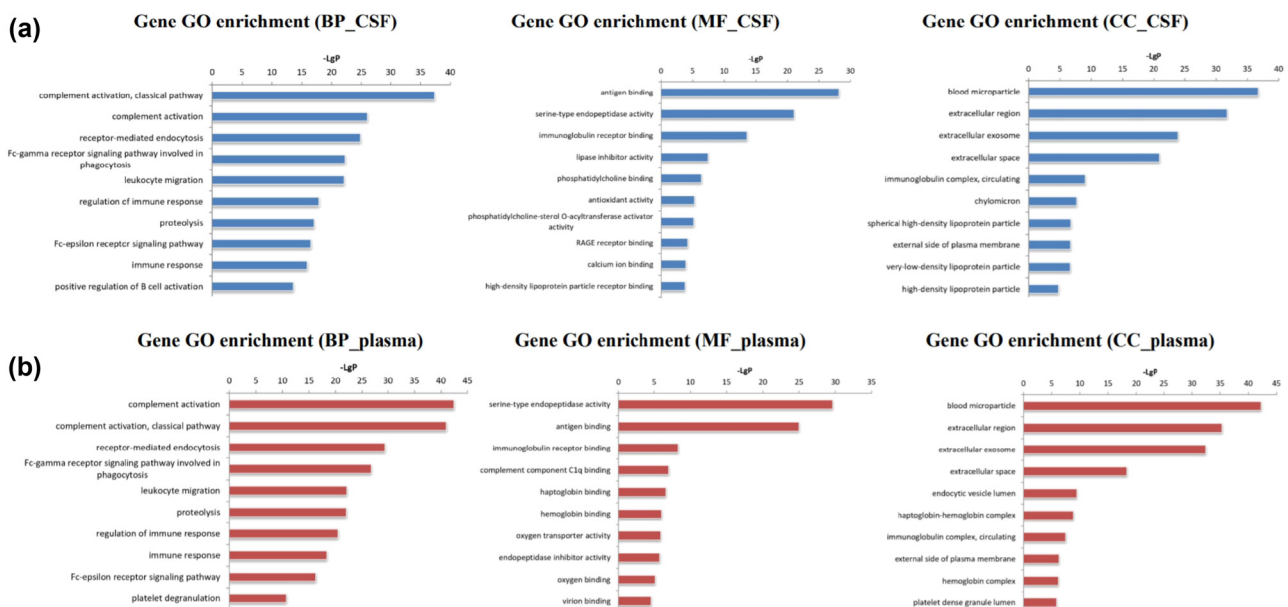 (a)
Gene GO enrichment (BP_CSF)
-LgP
0 5 10 15 20 25 30 35 40
complement activation, classical pathway
complement activation
receptor-mediated endocytosis
Fc-gamma receptor signaling pathway involved in
phagocytosis
leukocyte migration
regulation of immune response
proteolysis
Fc-epsilon receptor signaling pathway
immune response
positive regulation of B cell activation
Gene GO enrichment (MF_CSF)
-LgP
0 5 10 15 20 25 30
antigen binding
serine-type endopeptidase activity
immunoglobulin receptor binding
lipase inhibitor activity
phosphatidylcholine binding
antioxidant activity
phosphatidylcholine-sterol O-acyltransferase activator
activity
RAGE receptor binding
calcium ion binding
high-density lipoprotein particle receptor binding
Gene GO enrichment (CC_CSF)
-LgP
0 5 10 15 20 25 30 35 40
blood microparticle
extracellular region
extracellular exosome
extracellular space
immunoglobulin complex, circulating
chylomicron
spherical high-density lipoprotein particle
external side of plasma membrane
very-low-density lipoprotein particle
high-density lipoprotein particle
(b)
Gene GO enrichment (BP_plasma)
-LgP
0 5 10 15 20 25 30 35 40 45
complement activation
complement activation, classical pathway
receptor-mediated endocytosis
Fc-gamma receptor signaling pathway involved in
phagocytosis
leukocyte migration
proteolysis
regulation of immune response
immune response
Fc-epsilon receptor signaling pathway
platelet degranulation
Gene GO enrichment (MF_plasma)
-LgP
0 5 10 15 20 25 30 35
serine-type endopeptidase activity
antigen binding
immunoglobulin receptor binding
complement component C1q binding
haptoglobin binding
hemoglobin binding
oxygen transporter activity
endopeptidase inhibitor activity
oxygen binding
virion binding
Gene GO enrichment (CC_plasma)
-LgP
0 5 10 15 20 25 30 35 40 45
blood microparticle
extracellular region
extracellular exosome
extracellular space
endocytic vesicle lumen
haptoglobin-hemoglobin complex
immunoglobulin complex, circulating
external side of plasma membrane
hemoglobin complex
platelet dense granule lumen